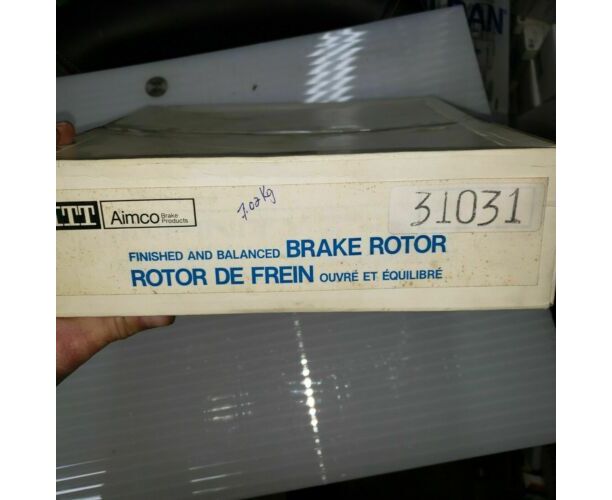 ITT Aimco Brake Products
7.02 Kg
31031
FINISHED AND BALANCED BRAKE ROTOR
ROTOR DE FREIN OUVRÉ ET ÉQUILIBRÉ
DAN